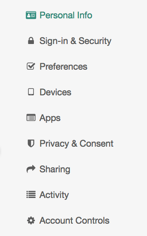 Personal Info
Sign-in & Security
Preferences
Devices
Apps
Privacy & Consent
Sharing
Activity
Account Controls